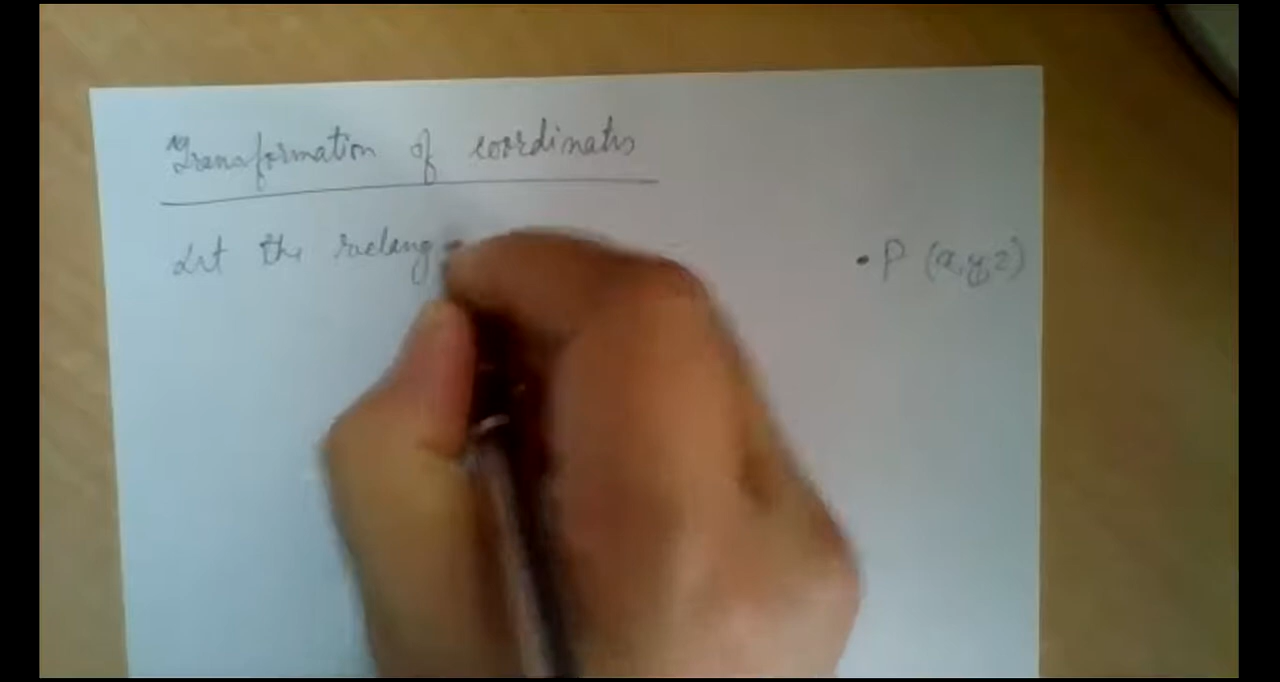 Transformation of coordinates
Let the rectang
• P (x,y,z)